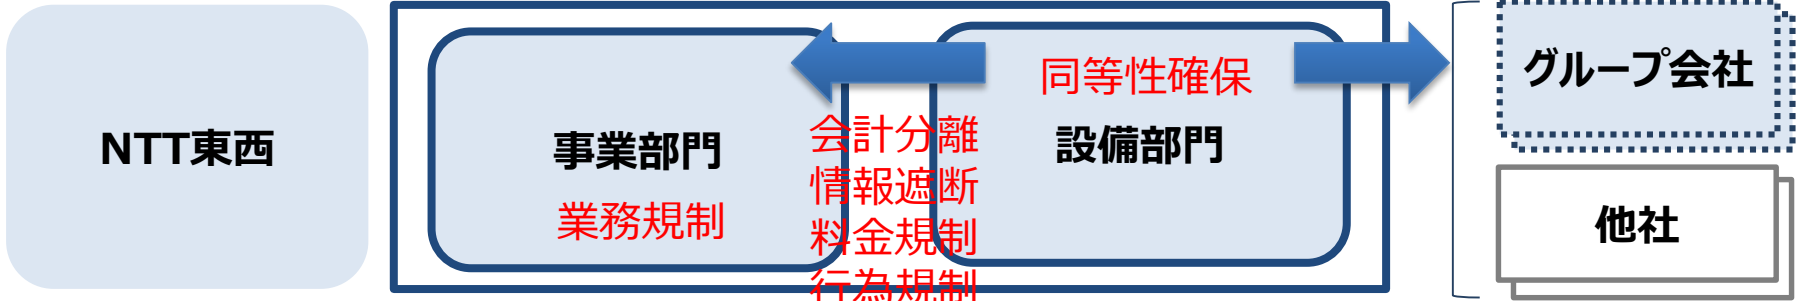 NTT東西
事業部門
業務規制
会計分離
情報遮断
料金規制
行為規制
同等性確保
設備部門
グループ会社
他社